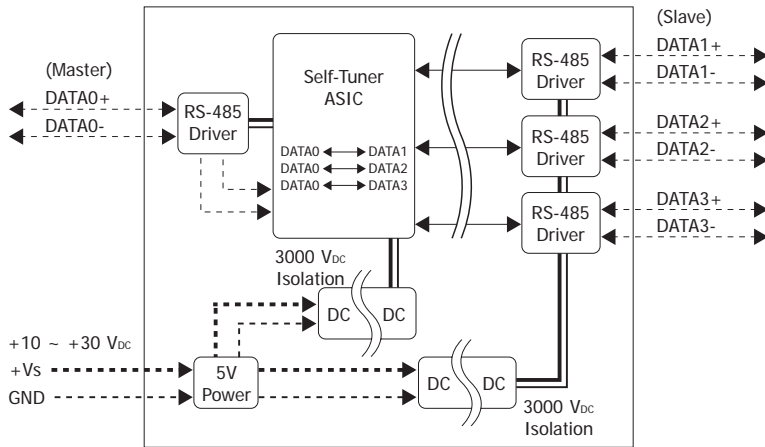 (Master)
DATA0+
DATA0-
RS-485
Driver
Self-Tuner
ASIC
DATA0 DATA1
DATA0 DATA2
DATA0 DATA3
RS-485
Driver
RS-485
Driver
RS-485
Driver
(Slave)
DATA1+
DATA1-
DATA2+
DATA2-
DATA3+
DATA3-
3000 VDC
Isolation
DC DC
+10 ~ +30 VDC
+Vs
GND
5V
Power
DC DC
3000 VDC
Isolation